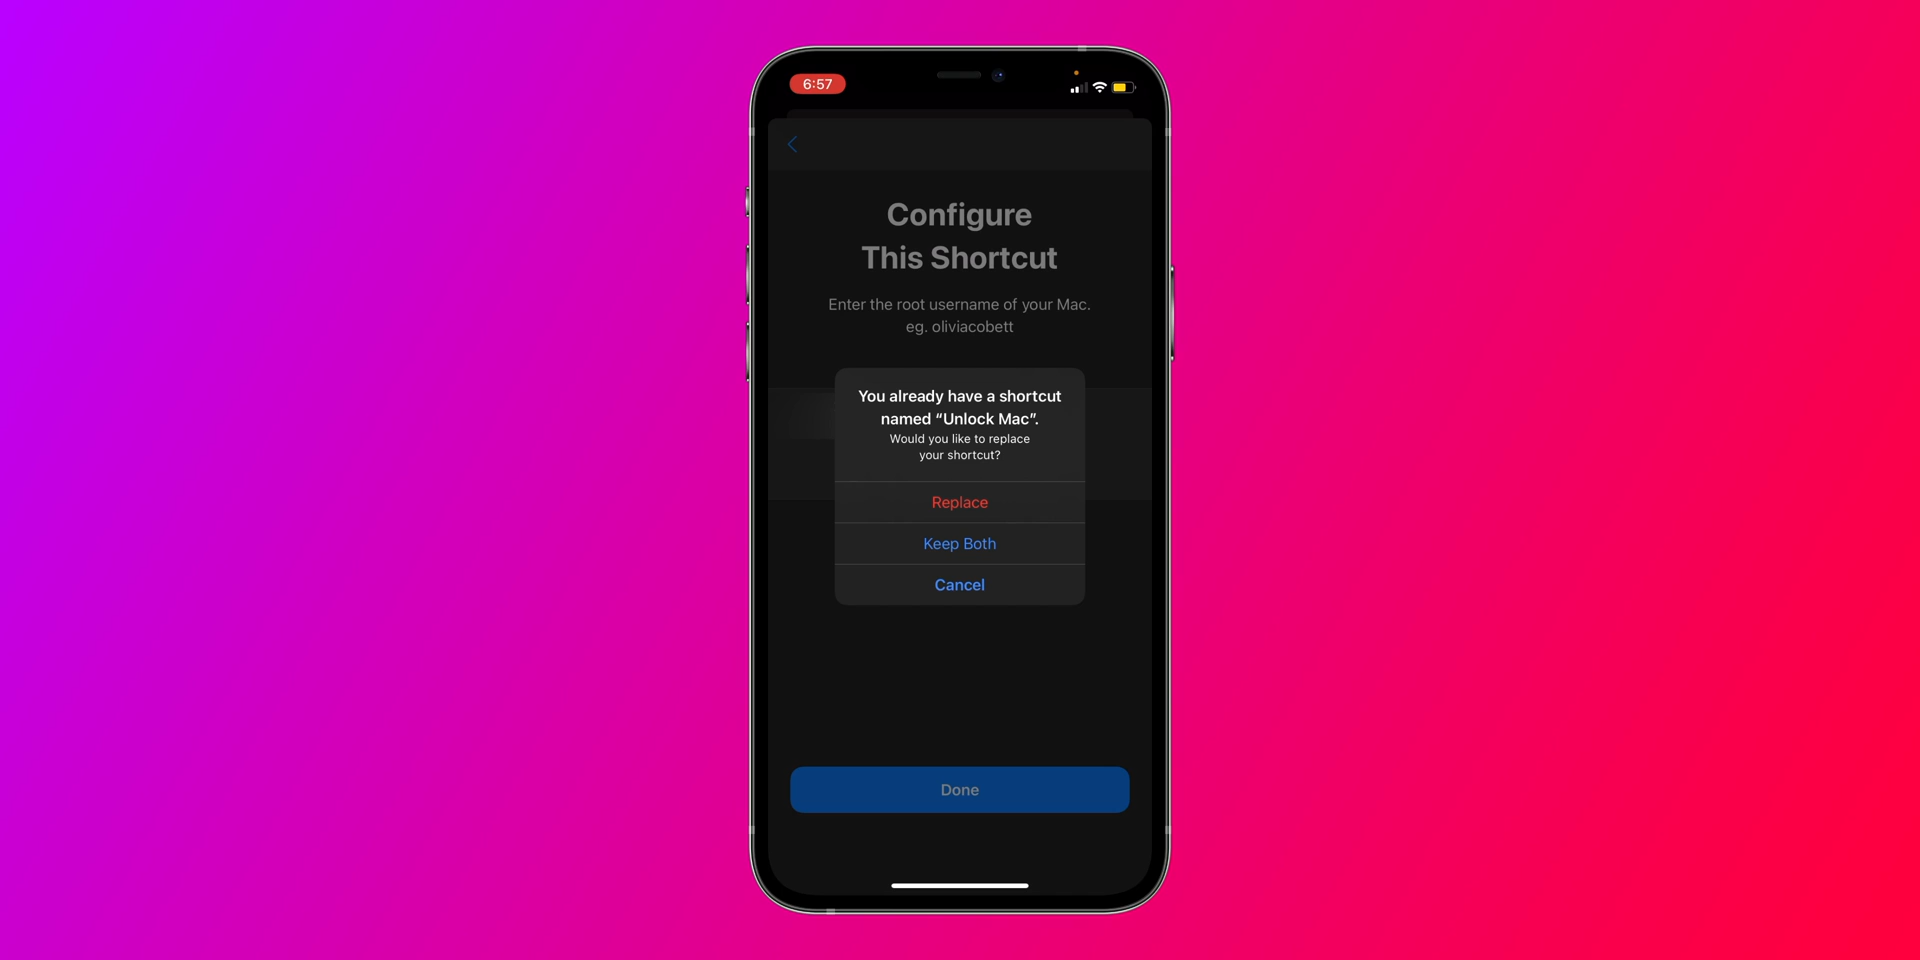 6:57
Configure
This Shortcut
Enter the root username of your Mac.
eg. oliviacobett
You already have a shortcut
named “Unlock Mac”.
Would you like to replace
your shortcut?
Replace
Keep Both
Cancel
Done